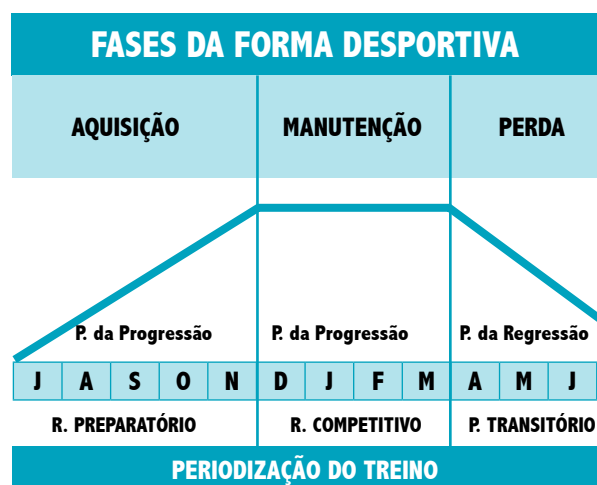 FASES DA FORMA DESPORTIVA
AQUISIÇÃO MANUTENÇÃO PERDA
P. da Progressão P. da Progressão P. da Regressão
J A S O N D J F M A M J
R. PREPARATÓRIO R. COMPETITIVO P. TRANSITÓRIO
PERIODIZAÇÃO DO TREINO